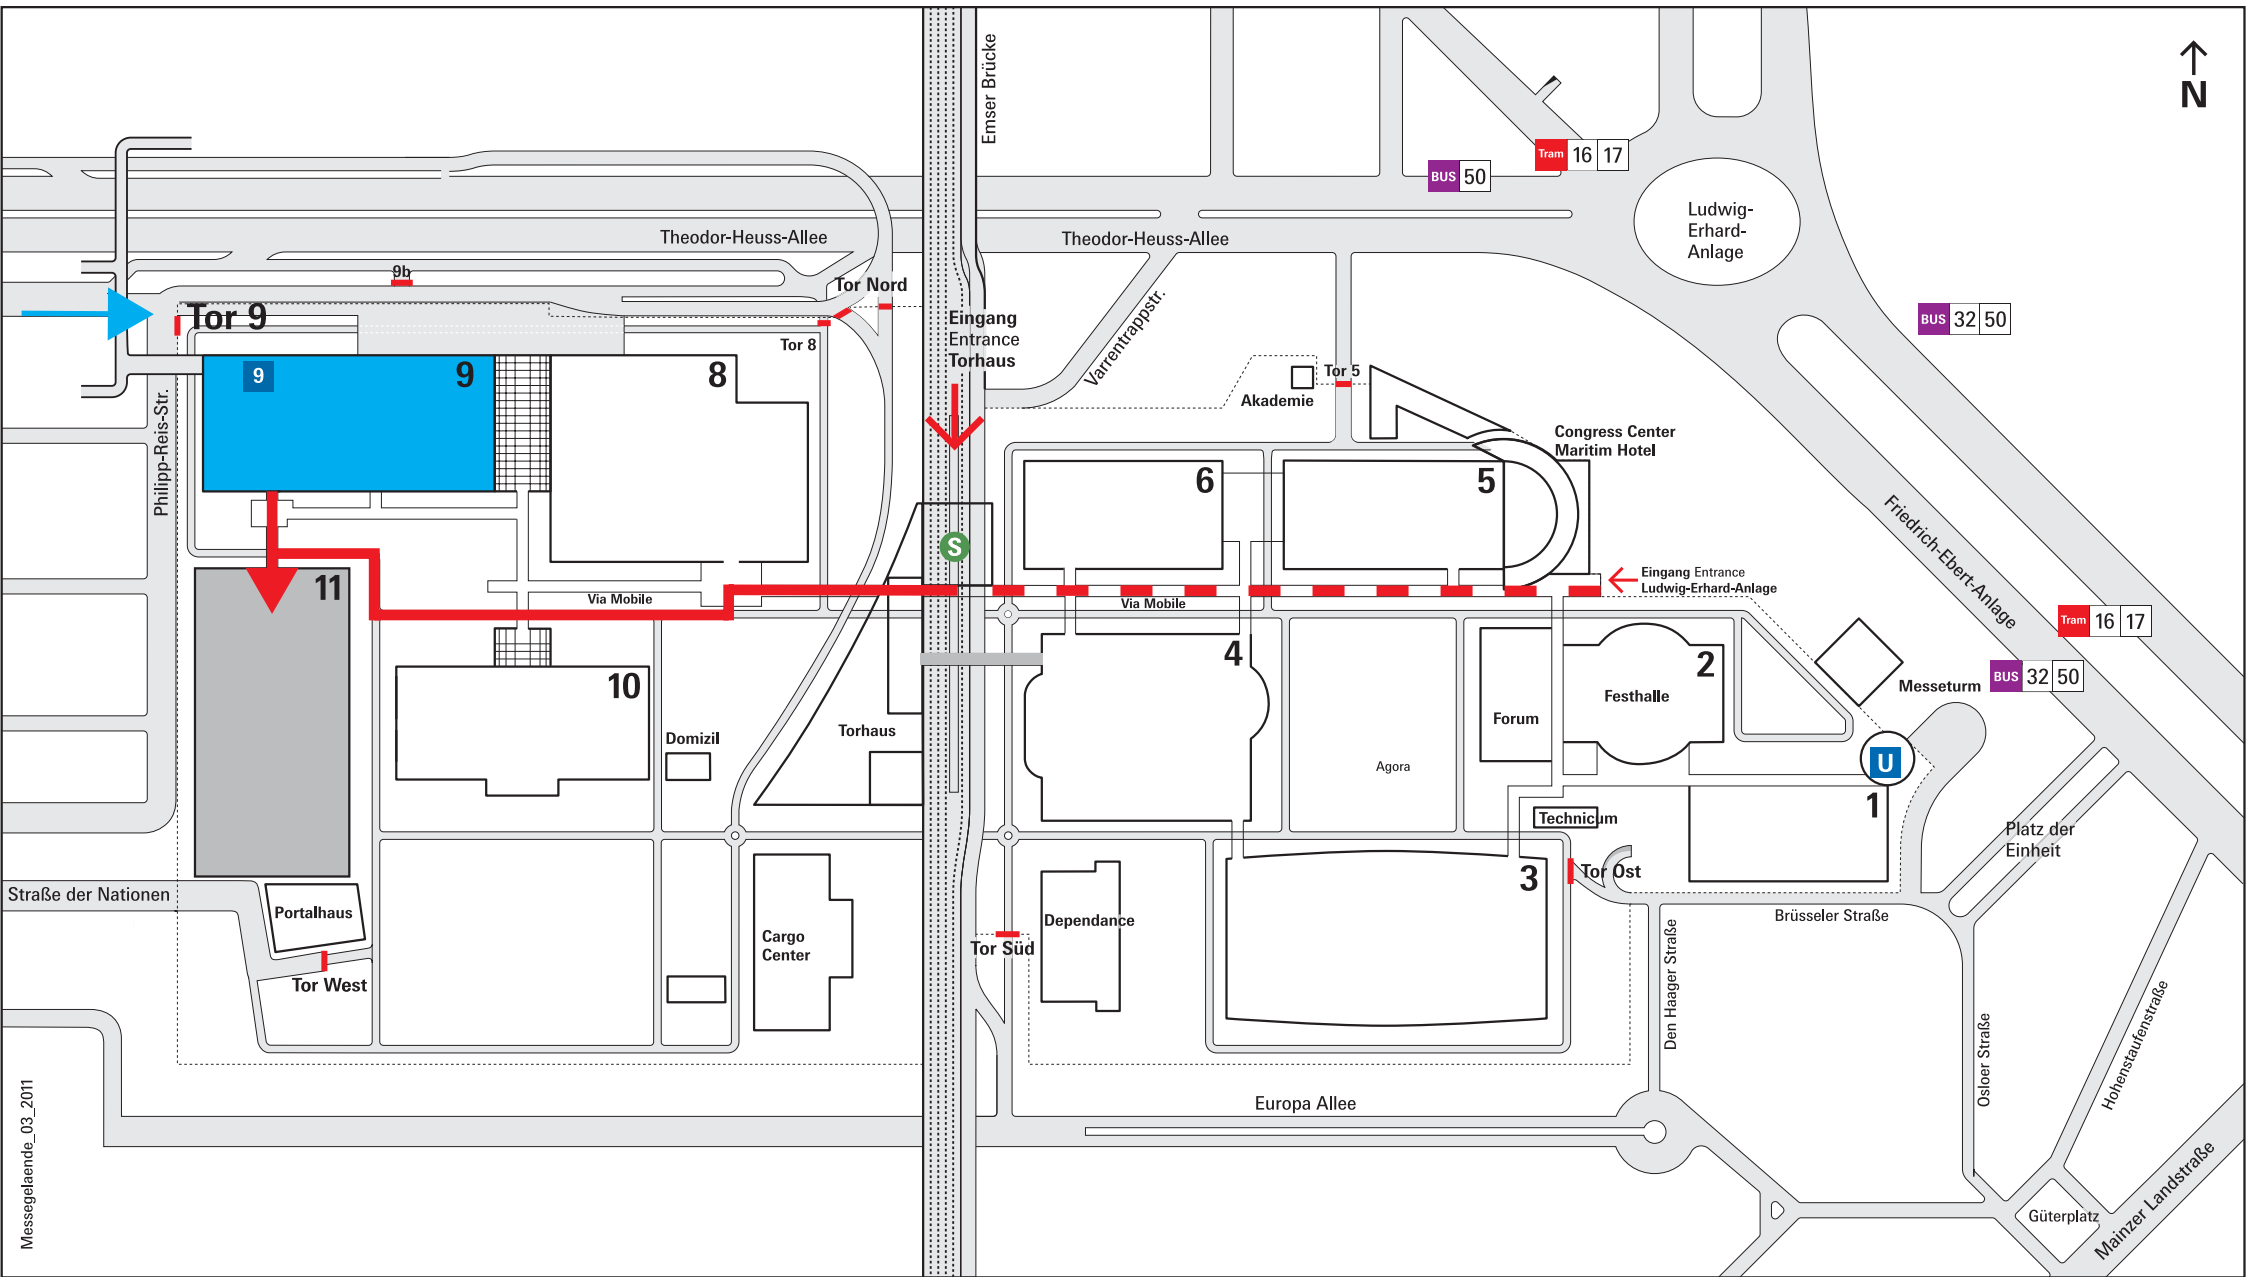 Emser Brücke
N
Tram 16 17
BUS 50
Ludwig-
Erhard-
Anlage
Theodor-Heuss-Allee
Theodor-Heuss-Allee
9b
Tor Nord
Tor 9
Eingang
Entrance
Torhaus
Varrentrappstr.
BUS 32 50
Tor 8
9
9
8
Tor 5
Akademie
Philipp-Reis-Str.
Congress Center
Maritim Hotel
6
5
Friedrich-Ebert-Anlage
S
11
Eingang Entrance
Ludwig-Erhard-Anlage
Via Mobile
Via Mobile
Tram 16 17
4
2
10
BUS 32 50
Messeturm
Festhalle
Forum
Torhaus
Domizil
Agora
U
1
Technicum
Platz der
Einheit
Straße der Nationen
3
Tor Ost
Portalhaus
Dependance
Brüsseler Straße
Cargo
Center
Tor Süd
Tor West
Den Haager Straße
Osloer Straße
Hohenstaufenstraße
Europa Allee
Messegelaende_03_2011
Güterplatz
Mainzer Landstraße